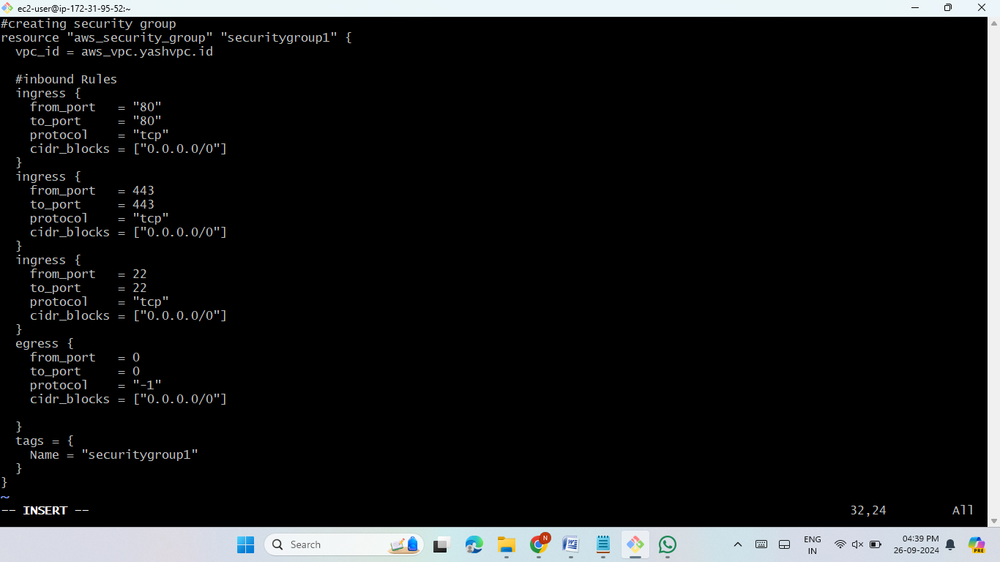 ec2-user@ip-172-31-95-52:~
#creating security group
resource "aws_security_group" "securitygroup1" {
  vpc_id = aws_vpc.yashvpc.id

  #inbound Rules
  ingress {
    from_port   = "80"
    to_port     = "80"
    protocol    = "tcp"
    cidr_blocks = ["0.0.0.0/0"]
  }
  ingress {
    from_port   = 443
    to_port     = 443
    protocol    = "tcp"
    cidr_blocks = ["0.0.0.0/0"]
  }
  ingress {
    from_port   = 22
    to_port     = 22
    protocol    = "tcp"
    cidr_blocks = ["0.0.0.0/0"]
  }
  egress {
    from_port   = 0
    to_port     = 0
    protocol    = "-1"
    cidr_blocks = ["0.0.0.0/0"]

  }
  tags = {
    Name = "securitygroup1"
  }
}
~
-- INSERT -- 32,24 All
Search
N
ENG
IN
04:39 PM
26-09-2024
PRE